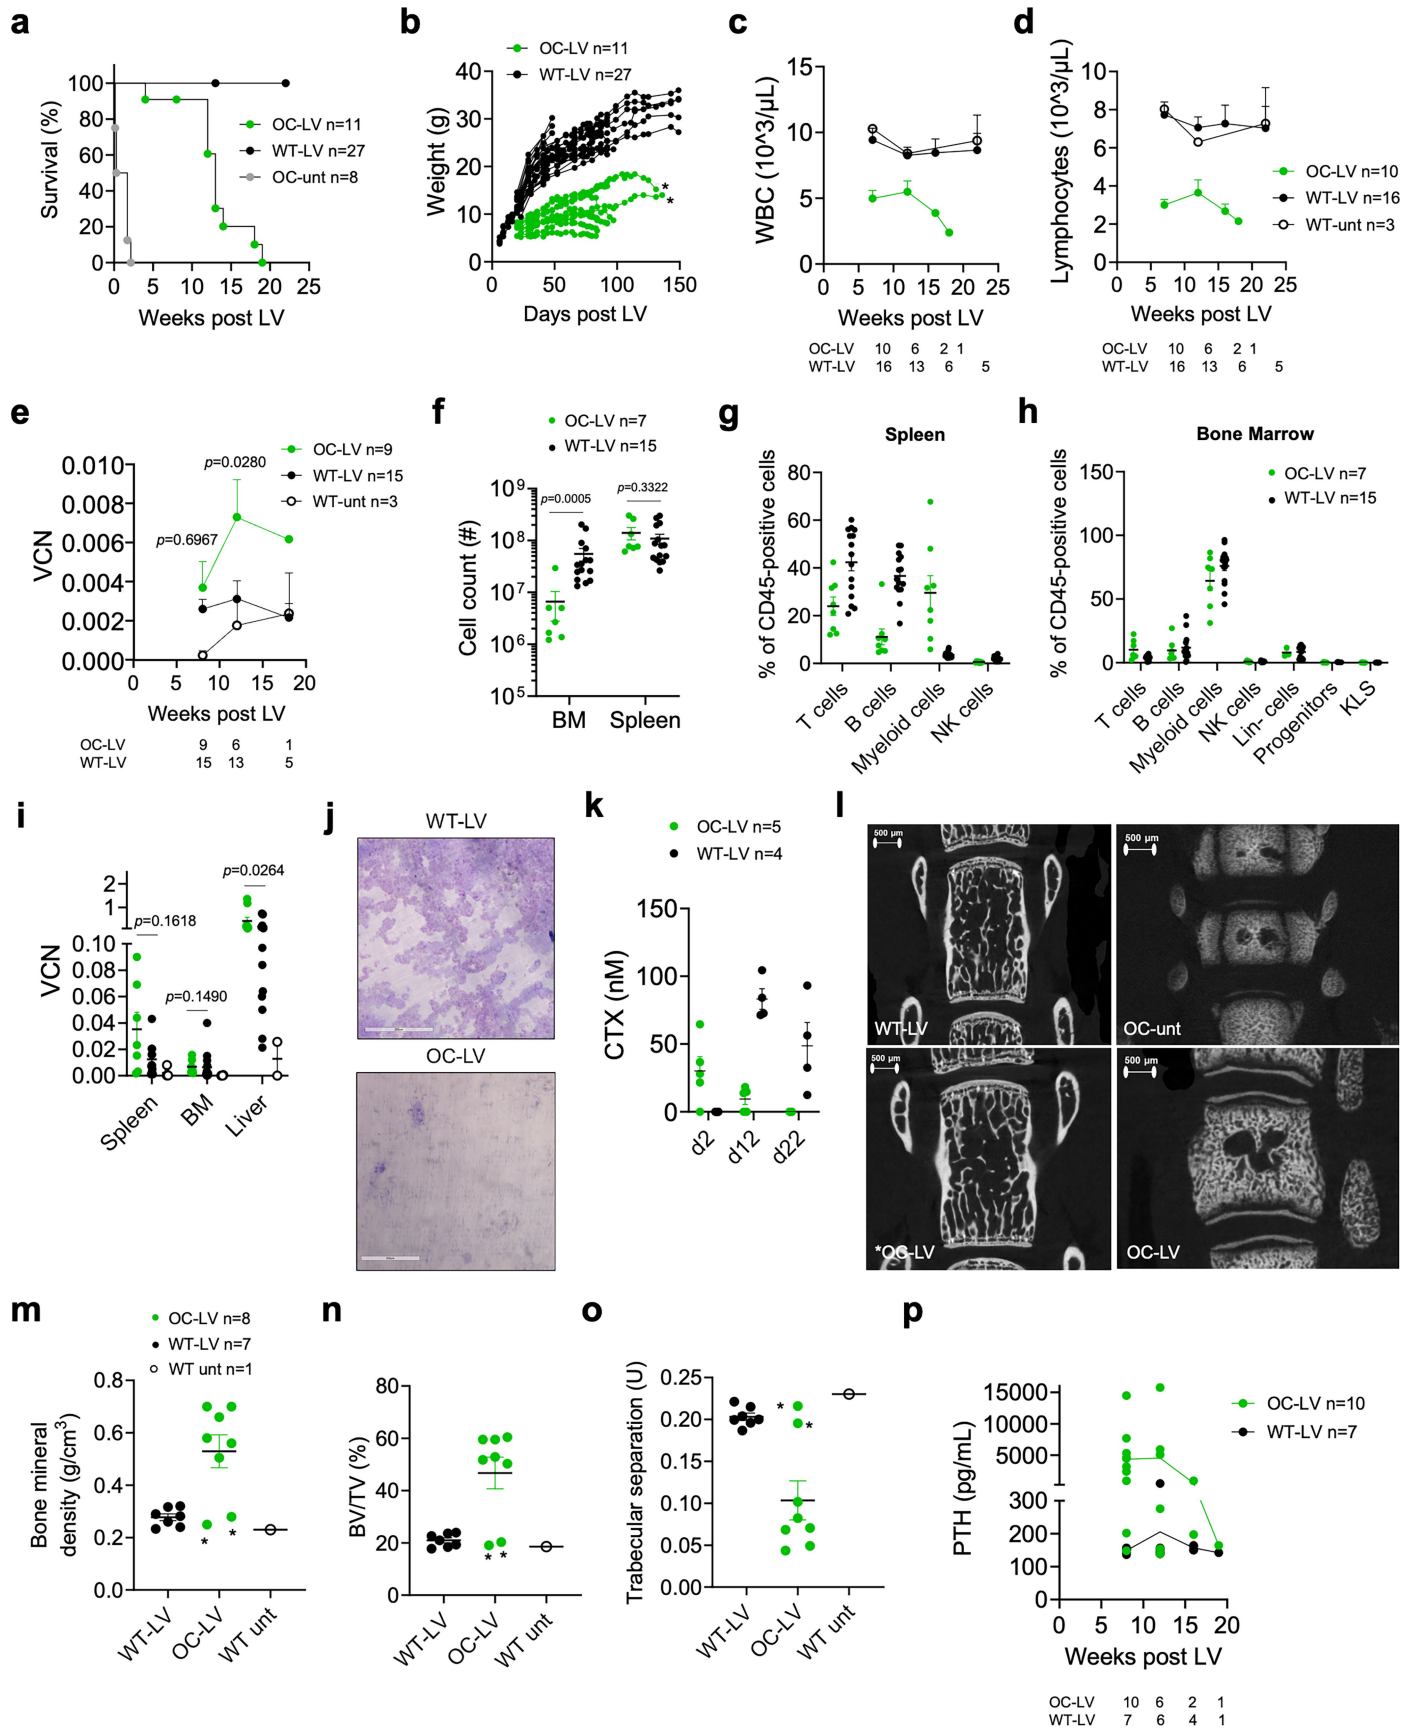 a
Survival (%)
100
80
60
40
20
0
0 5 10 15 20 25
Weeks post LV
OC-LV n=11
WT-LV n=27
OC-unt n=8
b
OC-LV n=11
WT-LV n=27
Weight (g)
40
30
20
10
0
0 50 100 150
Days post LV
*
*
c
WBC (10^3/µL)
15
10
5
0
0 5 10 15 20 25
Weeks post LV
OC-LV 10 6 2 1
WT-LV 16 13 6 5
d
Lymphocytes (10^3/µL)
10
8
6
4
2
0
0 5 10 15 20 25
Weeks post LV
OC-LV n=10
WT-LV n=16
WT-unt n=3
OC-LV 10 6 2 1
WT-LV 16 13 6 5
e
VCN
0.010
0.008
0.006
0.004
0.002
0.000
p=0.6967
p=0.0280
OC-LV n=9
WT-LV n=15
WT-unt n=3
0 5 10 15 20
Weeks post LV
OC-LV 9 6 1
WT-LV 15 13 5
f
OC-LV n=7
WT-LV n=15
Cell count (#)
10^9
10^8
10^7
10^6
10^5
p=0.0005
p=0.3322
BM Spleen
g
Spleen
% of CD45-positive cells
80
60
40
20
0
T cells
B cells
Myeloid cells
NK cells
h
Bone Marrow
% of CD45-positive cells
150
100
50
0
OC-LV n=7
WT-LV n=15
T cells
B cells
Myeloid cells
NK cells
Lin- cells
Progenitors
KLS
i
VCN
2
1
0.10
0.08
0.06
0.04
0.02
0.00
p=0.1618
p=0.1490
p=0.0264
Spleen
BM
Liver
j
WT-LV
OC-LV
k
OC-LV n=5
WT-LV n=4
CTX (nM)
150
100
50
0
d2
d12
d22
l
500 µm
WT-LV
500 µm
OC-unt
500 µm
*OC-LV
500 µm
OC-LV
m
OC-LV n=8
WT-LV n=7
WT unt n=1
Bone mineral
density (g/cm^3)
0.8
0.6
0.4
0.2
0.0
*
*
WT-LV
OC-LV
WT unt
n
BV/TV (%)
80
60
40
20
0
* *
WT-LV
OC-LV
WT unt
o
Trabecular separation (U)
0.25
0.20
0.15
0.10
0.05
0.00
*
*
WT-LV
OC-LV
WT unt
p
PTH (pg/mL)
15000
10000
5000
300
200
100
0
OC-LV n=10
WT-LV n=7
0 5 10 15 20
Weeks post LV
OC-LV 10 6 2 1
WT-LV 7 6 4 1